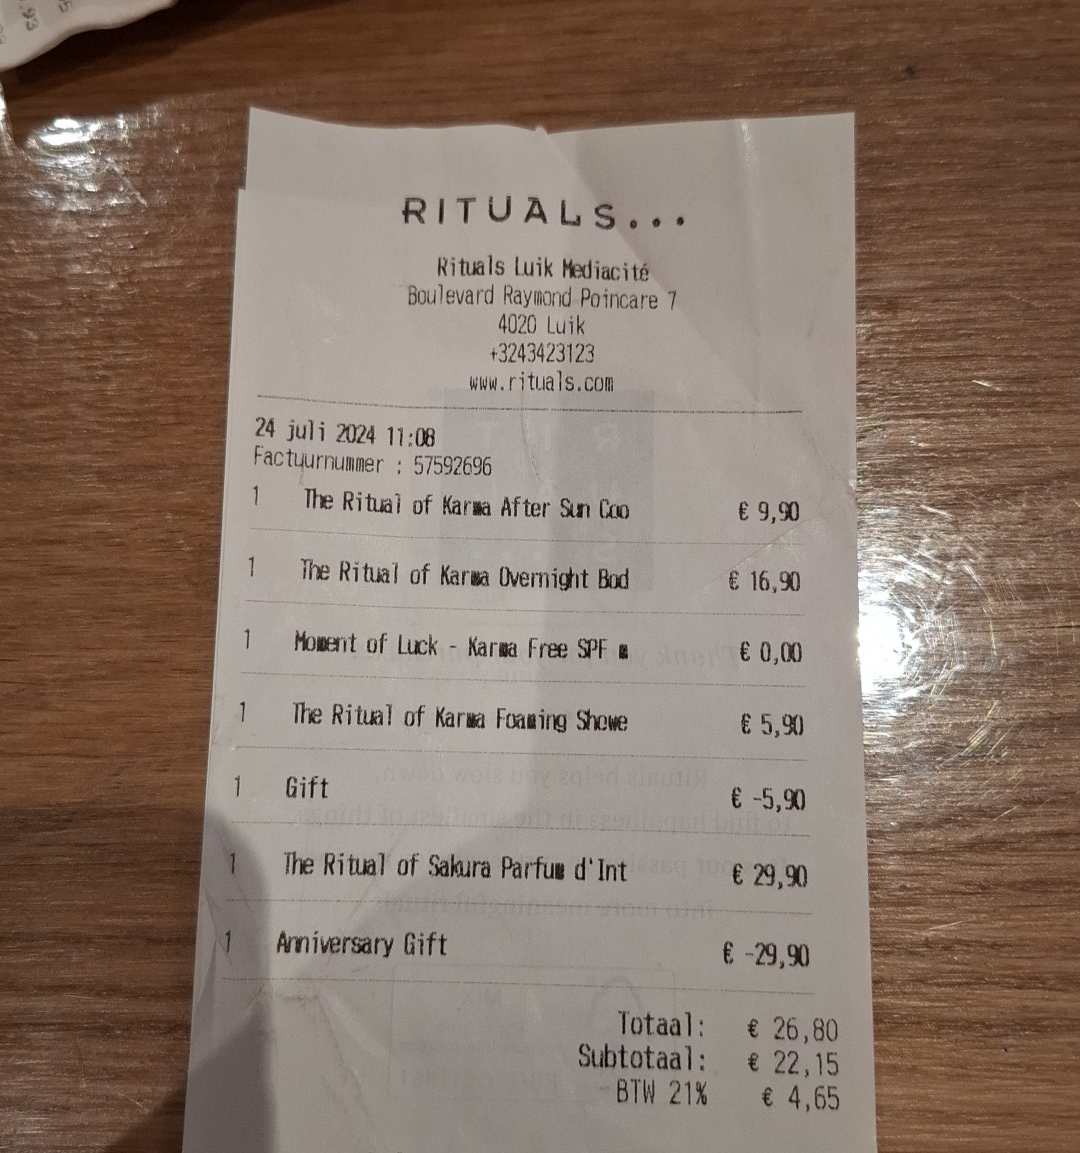 RITUALS...
Rituals Luik Mediacité
Boulevard Raymond Poincare 7
4020 Luik
+3243423123
www.rituals.com
24 juli 2024 11:08
Factuurnummer : 57592696
1 The Ritual of Karma After Sun Coo € 9,90
1 The Ritual of Karma Overnight Bod € 16,90
1 Moment of Luck - Karma Free SPF m € 0,00
1 The Ritual of Karma Foaming Showe € 5,90
1 Gift € -5,90
1 The Ritual of Sakura Parfum d'Int € 29,90
1 Anniversary Gift € -29,90
Totaal: € 26,80
Subtotaal: € 22,15
- BTW 21% € 4,65